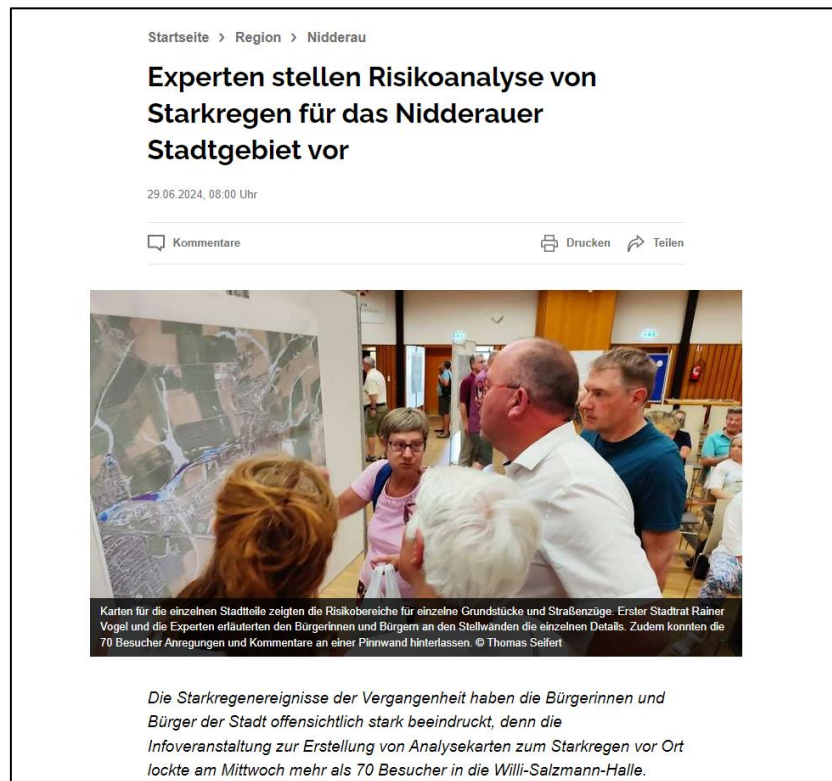 Startseite > Region > Nidderau
Experten stellen Risikoanalyse von
Starkregen für das Nidderauer
Stadtgebiet vor
29.06.2024, 08:00 Uhr
Kommentare
Drucken
Teilen
Karten für die einzelnen Stadtteile zeigten die Risikobereiche für einzelne Grundstücke und Straßenzüge. Erster Stadtrat Rainer
Vogel und die Experten erläuterten den Bürgerinnen und Bürgern an den Stellwänden die einzelnen Details. Zudem konnten die
70 Besucher Anregungen und Kommentare an einer Pinnwand hinterlassen. © Thomas Seifert
Die Starkregenereignisse der Vergangenheit haben die Bürgerinnen und
Bürger der Stadt offensichtlich stark beeindruckt, denn die
Infoveranstaltung zur Erstellung von Analysekarten zum Starkregen vor Ort
lockte am Mittwoch mehr als 70 Besucher in die Willi-Salzmann-Halle.